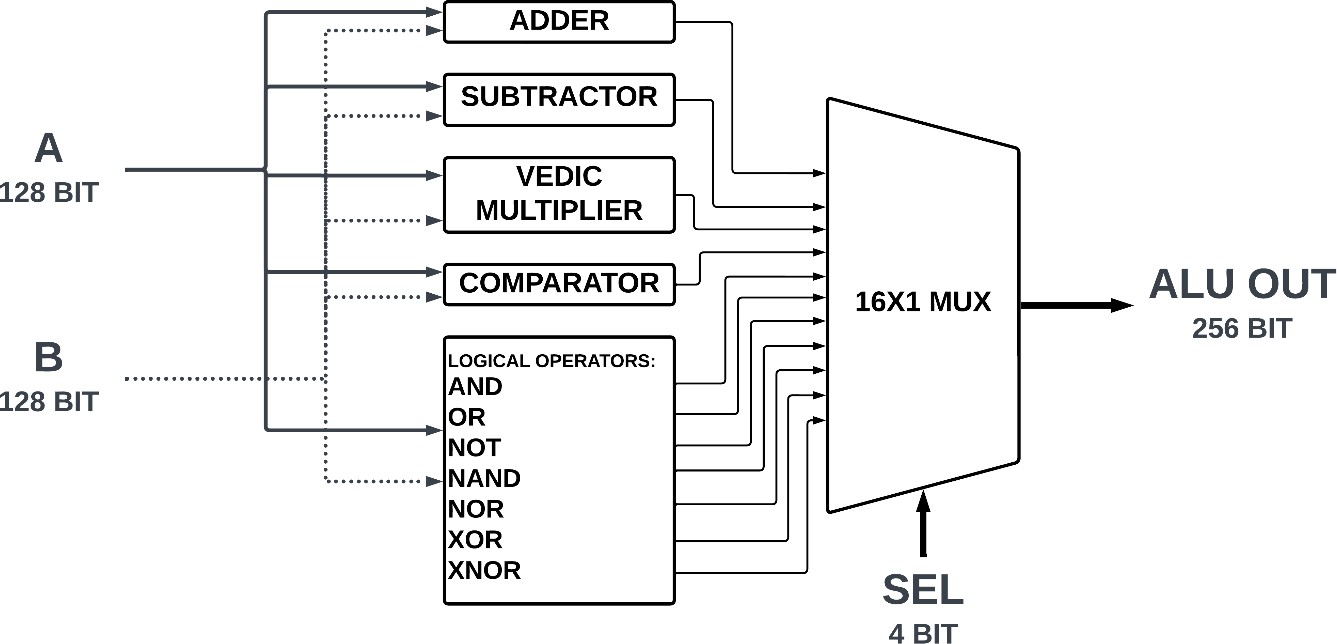 ADDER
SUBTRACTOR
A
128 BIT
VEDIC
MULTIPLIER
COMPARATOR
B
128 BIT
LOGICAL OPERATORS:
AND
OR
NOT
NAND
NOR
XOR
XNOR
16X1 MUX
ALU OUT
256 BIT
SEL
4 BIT